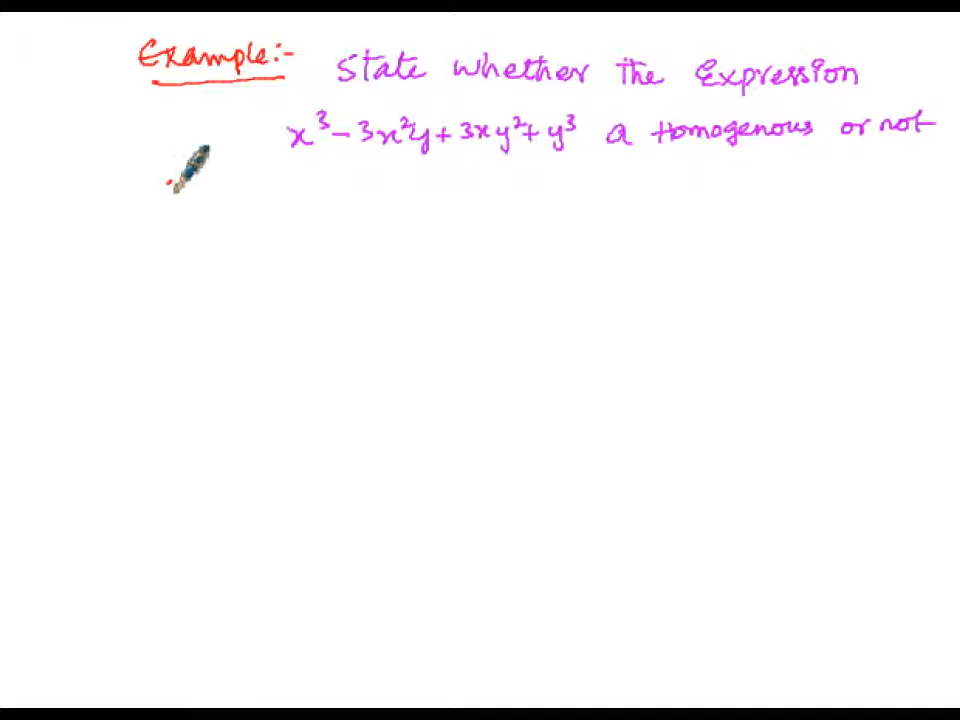 Example:- State whether the Expression
x³ - 3x²y + 3xy² + y³ a Homogenous or not